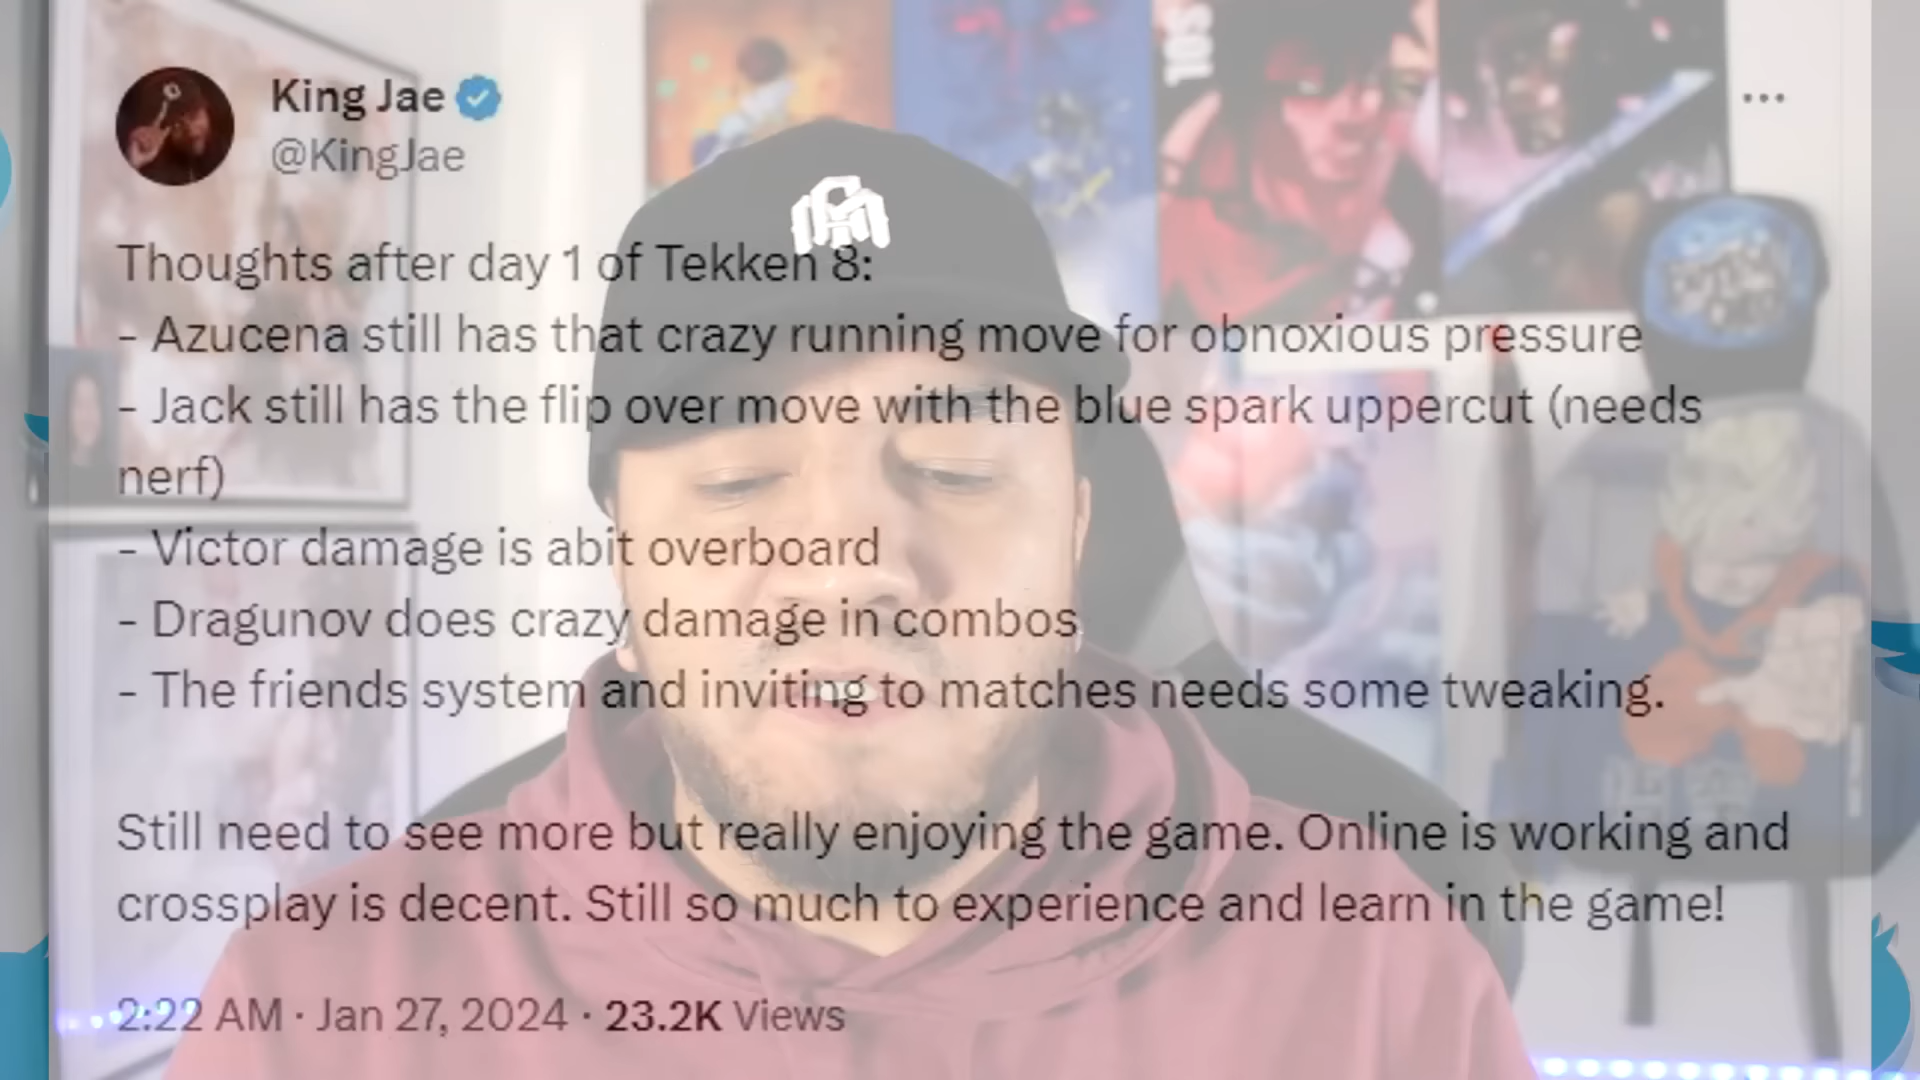 King Jae
@KingJae
Thoughts after day 1 of Tekken 8:
- Azucena still has that crazy running move for obnoxious pressure
- Jack still has the flip over move with the blue spark uppercut (needs
nerf)
- Victor damage is abit overboard
- Dragunov does crazy damage in combos
- The friends system and inviting to matches needs some tweaking.
Still need to see more but really enjoying the game. Online is working and
crossplay is decent. Still so much to experience and learn in the game!
2:22 AM · Jan 27, 2024 · 23.2K Views
SOL